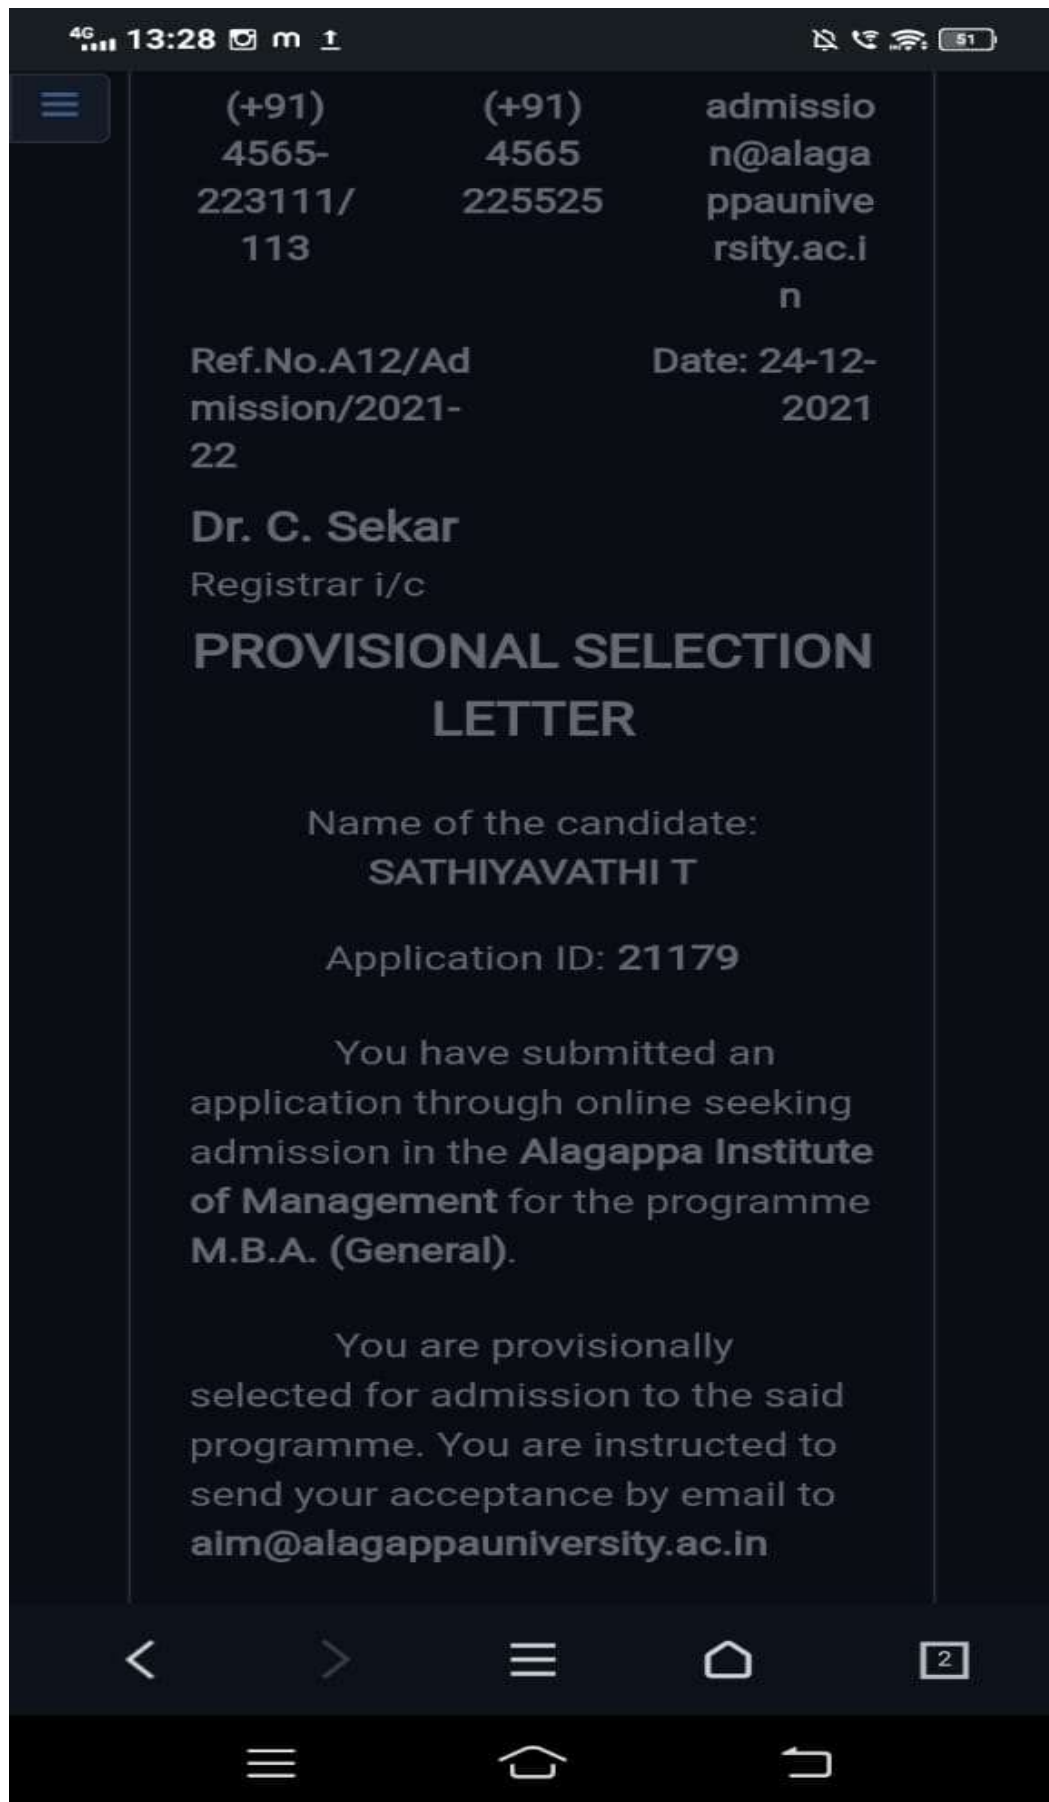 4G 13:28 m
51
(+91)
4565-
223111/
113
(+91)
4565
225525
admissio
n@alaga
ppaunive
rsity.ac.i
n
Ref.No.A12/Ad
mission/2021-
22
Date: 24-12-
2021
Dr. C. Sekar
Registrar i/c
PROVISIONAL SELECTION
LETTER
Name of the candidate:
SATHIYAVATHI T
Application ID: 21179
You have submitted an
application through online seeking
admission in the Alagappa Institute
of Management for the programme
M.B.A. (General).
You are provisionally
selected for admission to the said
programme. You are instructed to
send your acceptance by email to
aim@alagappauniversity.ac.in
2